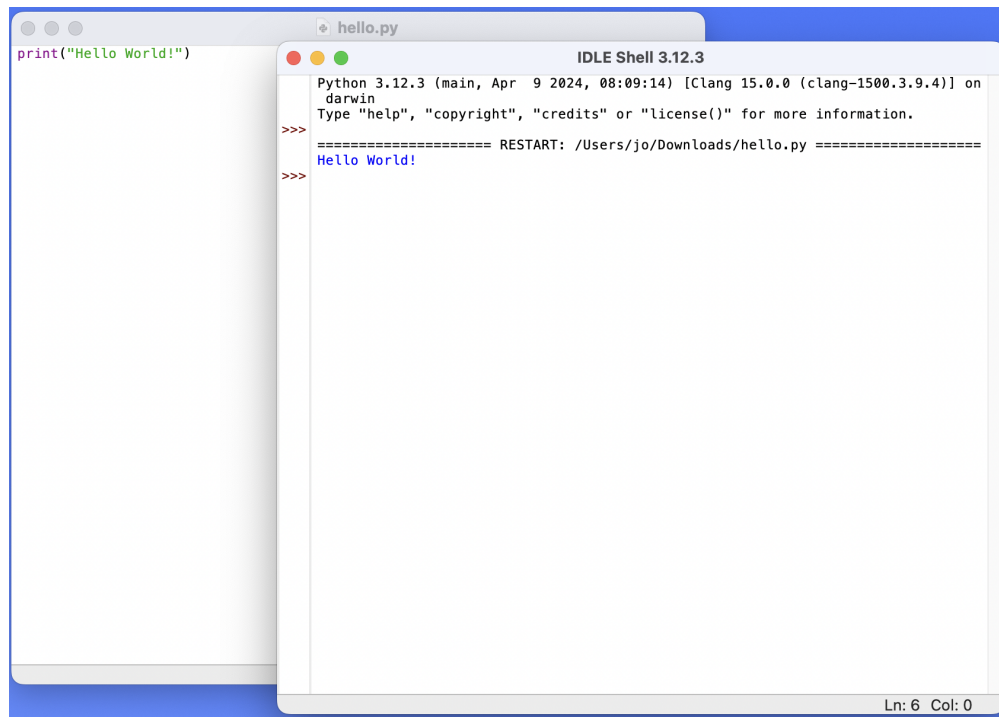 hello.py
print("Hello World!")
IDLE Shell 3.12.3
Python 3.12.3 (main, Apr  9 2024, 08:09:14) [Clang 15.0.0 (clang-1500.3.9.4)] on
darwin
Type "help", "copyright", "credits" or "license()" for more information.
>>>
===================== RESTART: /Users/jo/Downloads/hello.py ====================
Hello World!
>>>
Ln: 6  Col: 0